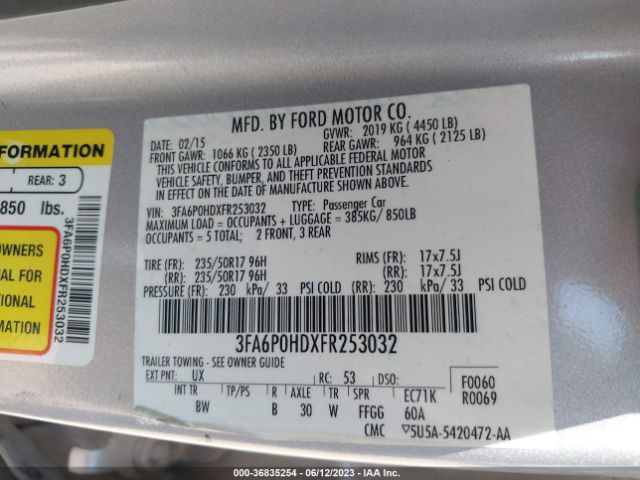 MFD. BY FORD MOTOR CO.
DATE: 02/15 GVWR: 2019 KG ( 4450 LB)
FRONT GAWR: 1066 KG ( 2350 LB) REAR GAWR: 964 KG ( 2125 LB)
THIS VEHICLE CONFORMS TO ALL APPLICABLE FEDERAL MOTOR
VEHICLE SAFETY, BUMPER, AND THEFT PREVENTION STANDARDS
IN EFFECT ON THE DATE OF MANUFACTURE SHOWN ABOVE.
VIN: 3FA6P0HDXFR253032 TYPE: Passenger Car
MAXIMUM LOAD = OCCUPANTS + LUGGAGE = 385KG/ 850LB
OCCUPANTS = 5 TOTAL; 2 FRONT, 3 REAR
TIRE (FR): 235/50R17 96H RIMS (FR): 17x7.5J
(RR): 235/50R17 96H (RR): 17x7.5J
PRESSURE (FR): 230 kPa/ 33 PSI COLD (RR): 230 kPa/ 33 PSI COLD
3FA6P0HDXFR253032
TRAILER TOWING - SEE OWNER GUIDE
EXT PNT: UX RC: 53 DSO: F0060
INT TR TP/PS R AXLE TR SPR EC71K R0069
BW B 30 W FFGG 60A
CMC 5U5A-5420472-AA
FORMATION
REAR: 3
850 lbs.
OWNERS
UAL FOR
TIONAL
MATION
3FA6P0HDXFR253032
000-36835254 - 06/12/2023 - IAA Inc.